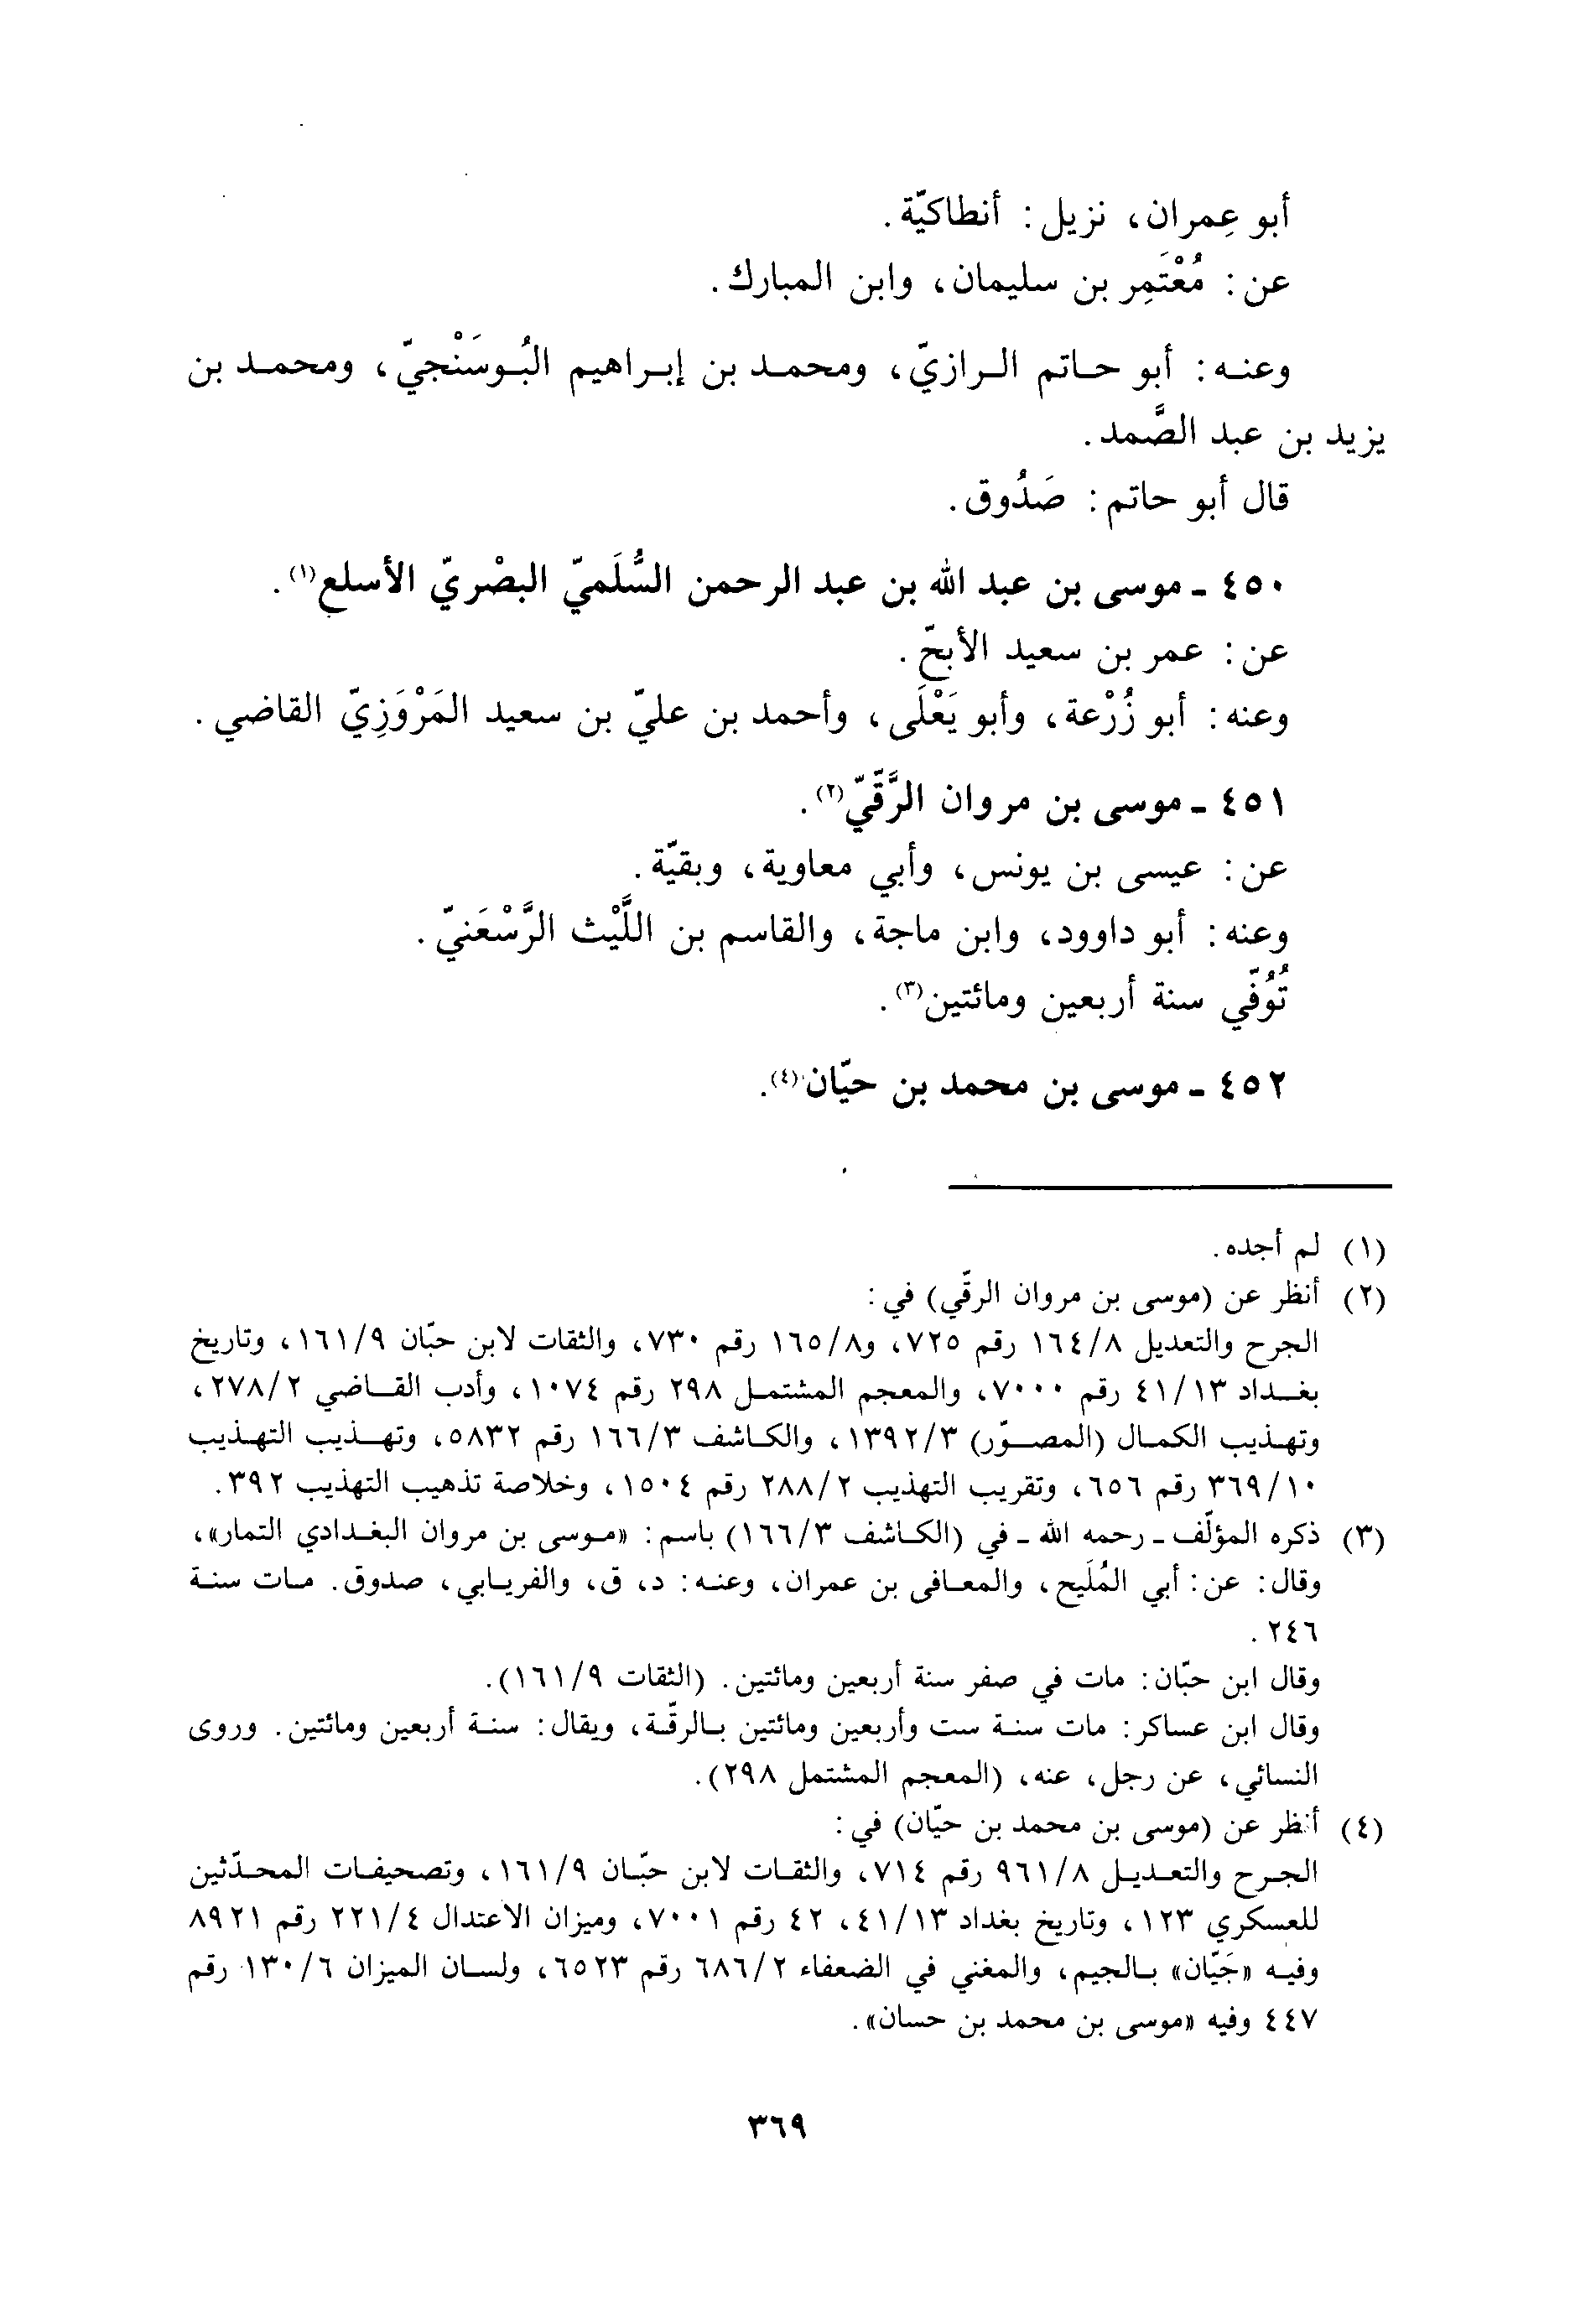 أبو عِمران، نزيل: أنطاكيّة.
عن: مُعْتَمِر بن سليمان، وابن المبارك.
وعنه: أبو حاتم الرازيّ، ومحمد بن إبراهيم البُوسَنْجيّ، ومحمد بن
يزيد بن عبد الصَّمد.
قال أبو حاتم: صَدُوق.
٤٥٠ ـ موسى بن عبد الله بن عبد الرحمن السُّلَميّ البصْريّ الأسلع(١).
عن: عمر بن سعيد الأبحّ.
وعنه: أبو زُرْعة، وأبو يَعْلَى، وأحمد بن عليّ بن سعيد المَرْوَزِيّ القاضي.
٤٥١ ـ موسى بن مروان الرَّقّيّ(٢).
عن: عيسى بن يونس، وأبي معاوية، وبقيّة.
وعنه: أبو داوود، وابن ماجة، والقاسم بن اللَّيْث الرَّسْعَنيّ.
تُوُفّي سنة أربعين ومائتين(٣).
٤٥٢ ـ موسى بن محمد بن حيّان(٤).
(١) لم أجده.
(٢) أنظر عن (موسى بن مروان الرقّي) في:
الجرح والتعديل ١٦٤/٨ رقم ٧٢٥، و١٦٥/٨ رقم ٧٣٠، والثقات لابن حبّان ١٦١/٩، وتاريخ
بغداد ٤١/١٣ رقم ٧٠٠٠، والمعجم المشتمل ٢٩٨ رقم ١٠٧٤، وأدب القاضي ٢٧٨/٢،
وتهذيب الكمال (المصوّر) ١٣٩٢/٣، والكاشف ١٦٦/٣ رقم ٥٨٣٢، وتهذيب التهذيب
٣٦٩/١٠ رقم ٦٥٦، وتقريب التهذيب ٢٨٨/٢ رقم ١٥٠٤، وخلاصة تذهيب التهذيب ٣٩٢.
(٣) ذكره المؤلّف ـ رحمه الله ـ في (الكاشف ١٦٦/٣) باسم: «موسى بن مروان البغدادي التمار»،
وقال: عن: أبي المُلَيح، والمعافى بن عمران، وعنه: د، ق، والفريابي، صدوق. مات سنة
٢٤٦.
وقال ابن حبّان: مات في صفر سنة أربعين ومائتين. (الثقات ١٦١/٩).
وقال ابن عساكر: مات سنة ست وأربعين ومائتين بالرقّة، ويقال: سنة أربعين ومائتين. وروى
النسائي، عن رجل، عنه، (المعجم المشتمل ٢٩٨).
(٤) أنظر عن (موسى بن محمد بن حيّان) في:
الجرح والتعديل ٩٦١/٨ رقم ٧١٤، والثقات لابن حبّان ١٦١/٩، وتصحيفات المحدّثين
للعسكري ١٢٣، وتاريخ بغداد ٤١/١٣، ٤٢ رقم ٧٠٠١، وميزان الاعتدال ٢٢١/٤ رقم ٨٩٢١
وفيه «جَيّان» بالجيم، والمغني في الضعفاء ٦٨٦/٢ رقم ٦٥٢٣، ولسان الميزان ١٣٠/٦ رقم
٤٤٧ وفيه «موسى بن محمد بن حسان».
٣٦٩